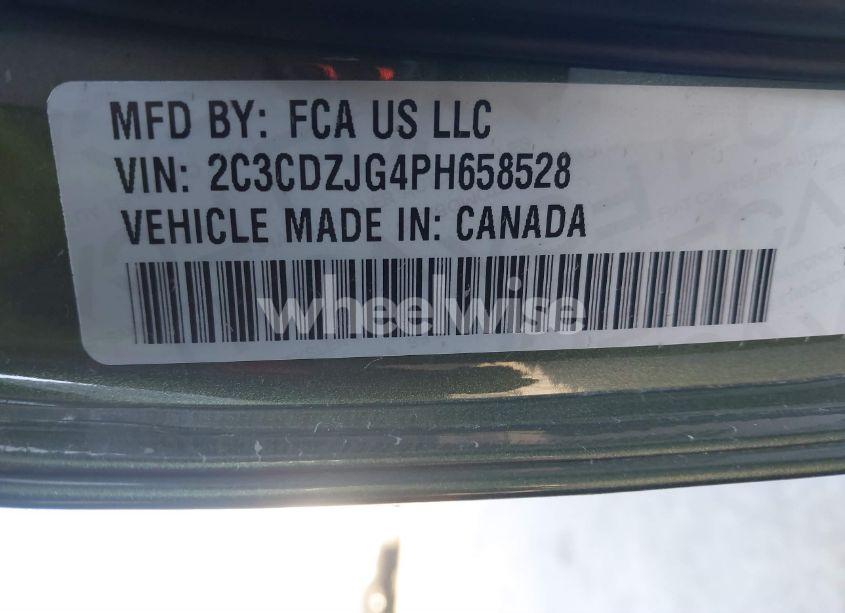 MFD BY: FCA US LLC
VIN: 2C3CDZJG4PH658528
VEHICLE MADE IN: CANADA
wheelwise